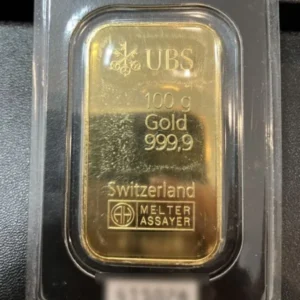 UBS
100 g
Gold
999,9
Switzerland
MELTER
ASSAYER